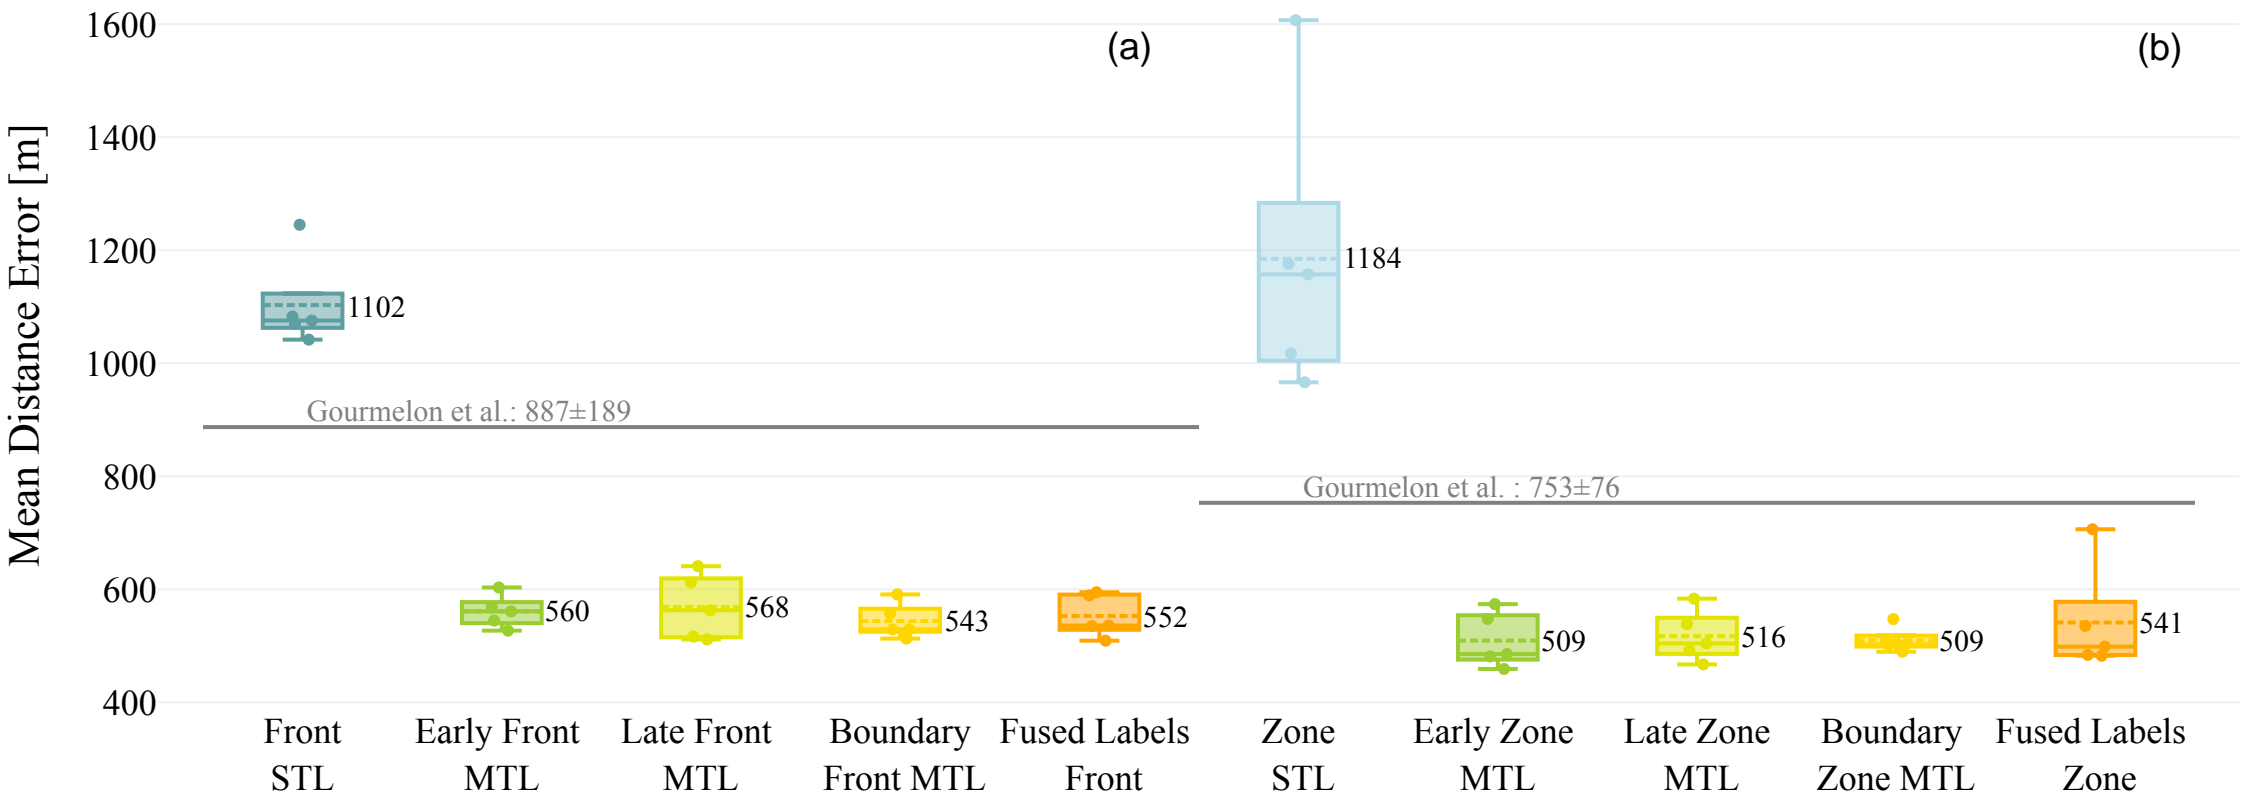 Mean Distance Error [m]
1600
1400
1200
1000
800
600
400
(a)
1102
Gourmelon et al.: 887±189
560
568
543
552
(b)
1184
Gourmelon et al. : 753±76
509
516
509
541
Front
STL
Early Front
MTL
Late Front
MTL
Boundary
Front MTL
Fused Labels
Front
Zone
STL
Early Zone
MTL
Late Zone
MTL
Boundary
Zone MTL
Fused Labels
Zone